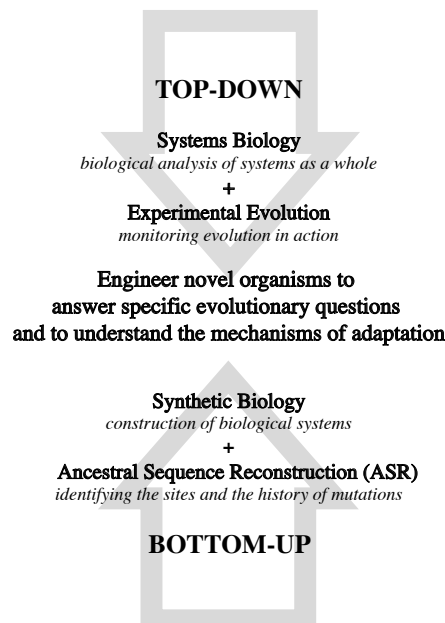 TOP-DOWN
Systems Biology
biological analysis of systems as a whole
+
Experimental Evolution
monitoring evolution in action
Engineer novel organisms to
answer specific evolutionary questions
and to understand the mechanisms of adaptation
Synthetic Biology
construction of biological systems
+
Ancestral Sequence Reconstruction (ASR)
identifying the sites and the history of mutations
BOTTOM-UP